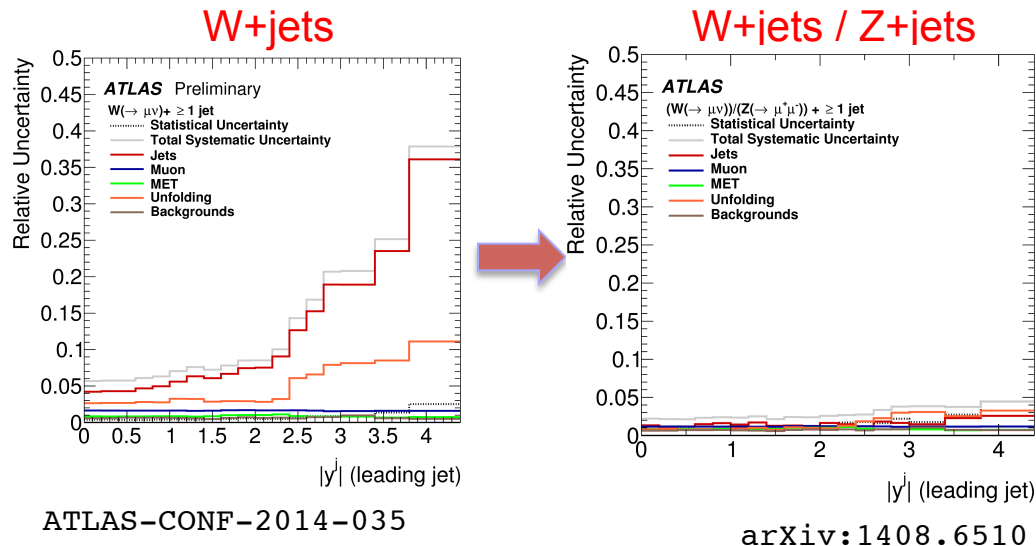 W+jets
Relative Uncertainty
0.5
0.45
0.4
0.35
0.3
0.25
0.2
0.15
0.1
0.05
0
ATLAS Preliminary
W(→ μν)+ ≥ 1 jet
Statistical Uncertainty
Total Systematic Uncertainty
Jets
Muon
MET
Unfolding
Backgrounds
0 0.5 1 1.5 2 2.5 3 3.5 4
|y^j| (leading jet)
ATLAS-CONF-2014-035
W+jets / Z+jets
Relative Uncertainty
0.5
0.45
0.4
0.35
0.3
0.25
0.2
0.15
0.1
0.05
0
ATLAS
(W(→ μν))/(Z(→ μ⁺μ⁻)) + ≥ 1 jet
Statistical Uncertainty
Total Systematic Uncertainty
Jets
Muon
MET
Unfolding
Backgrounds
0 1 2 3 4
|y^j| (leading jet)
arXiv:1408.6510